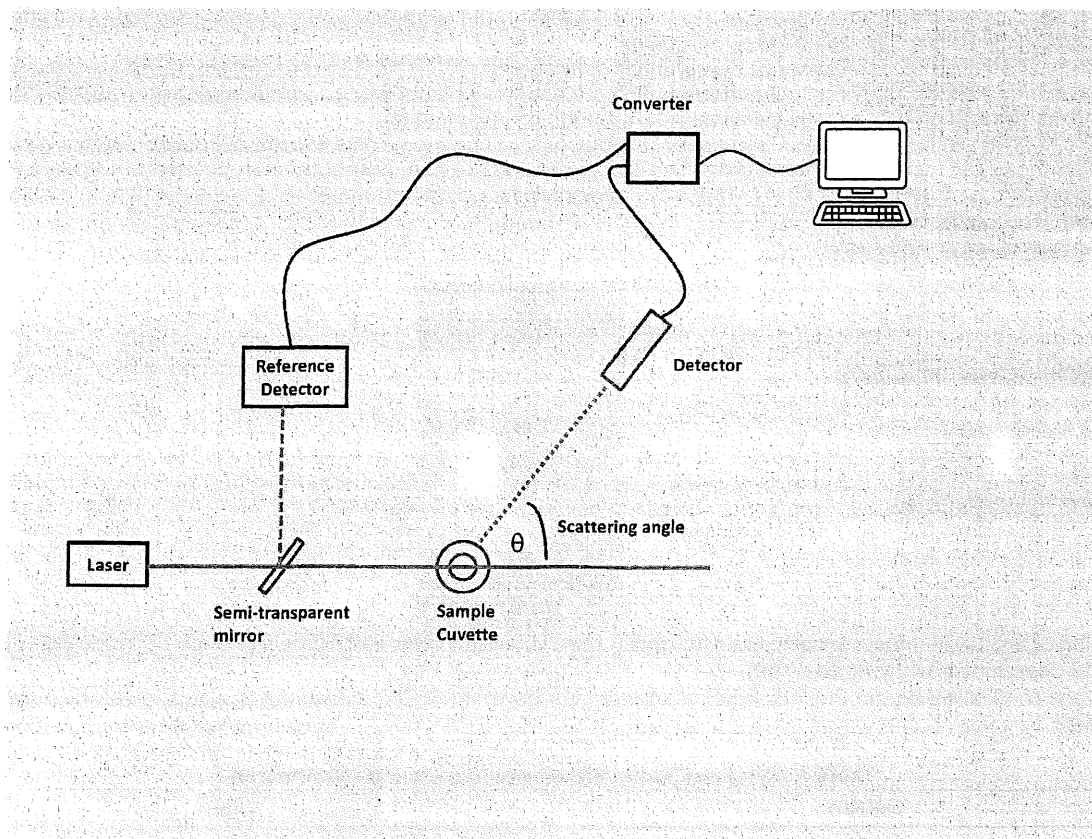 Converter
Reference
Detector
Detector
Scattering angle
θ
Laser
Semi-transparent
mirror
Sample
Cuvette